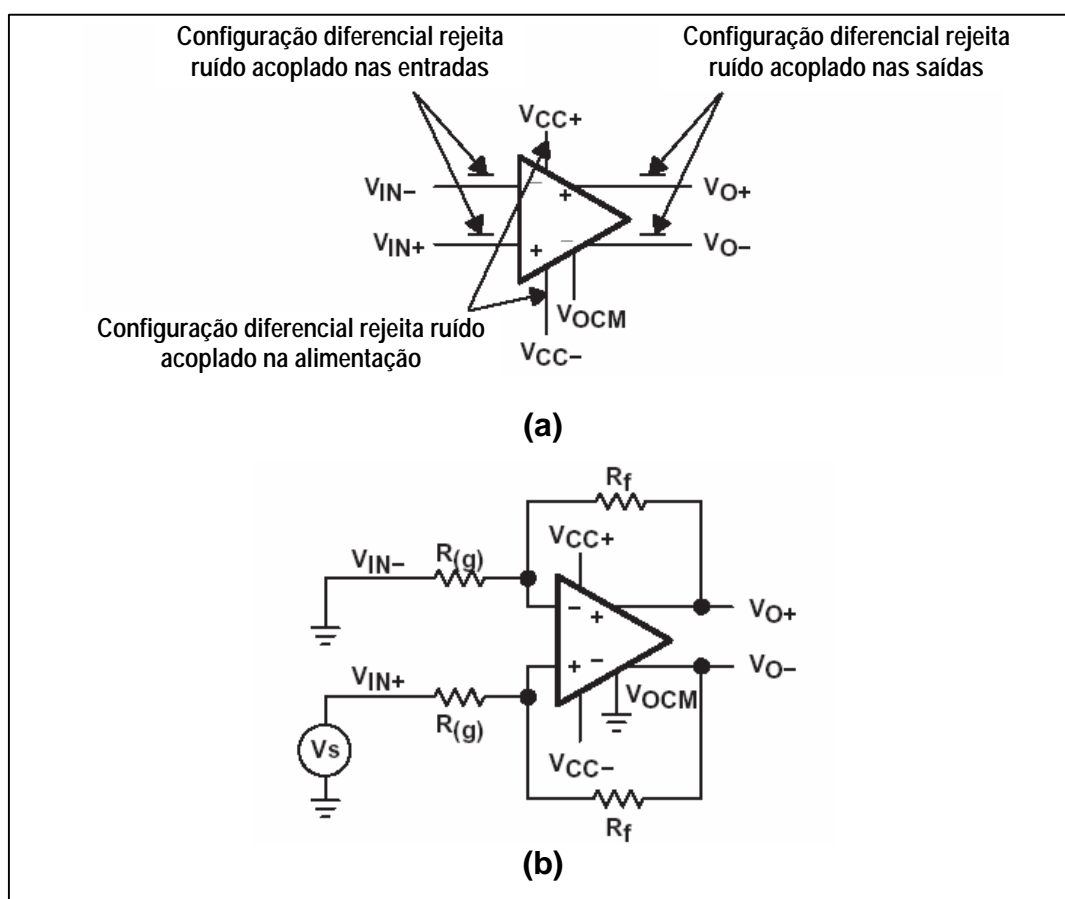 Configuração diferencial rejeita
ruído acoplado nas entradas
Configuração diferencial rejeita
ruído acoplado nas saídas
VCC+
VIN−
−
+
VO+
VIN+
+
−
VO−
VOCM
Configuração diferencial rejeita ruído
acoplado na alimentação
VCC−
(a)
Rf
VCC+
VIN−
R(g)
−
+
VO+
VIN+
R(g)
+
−
VO−
VOCM
Vs
VCC−
Rf
(b)